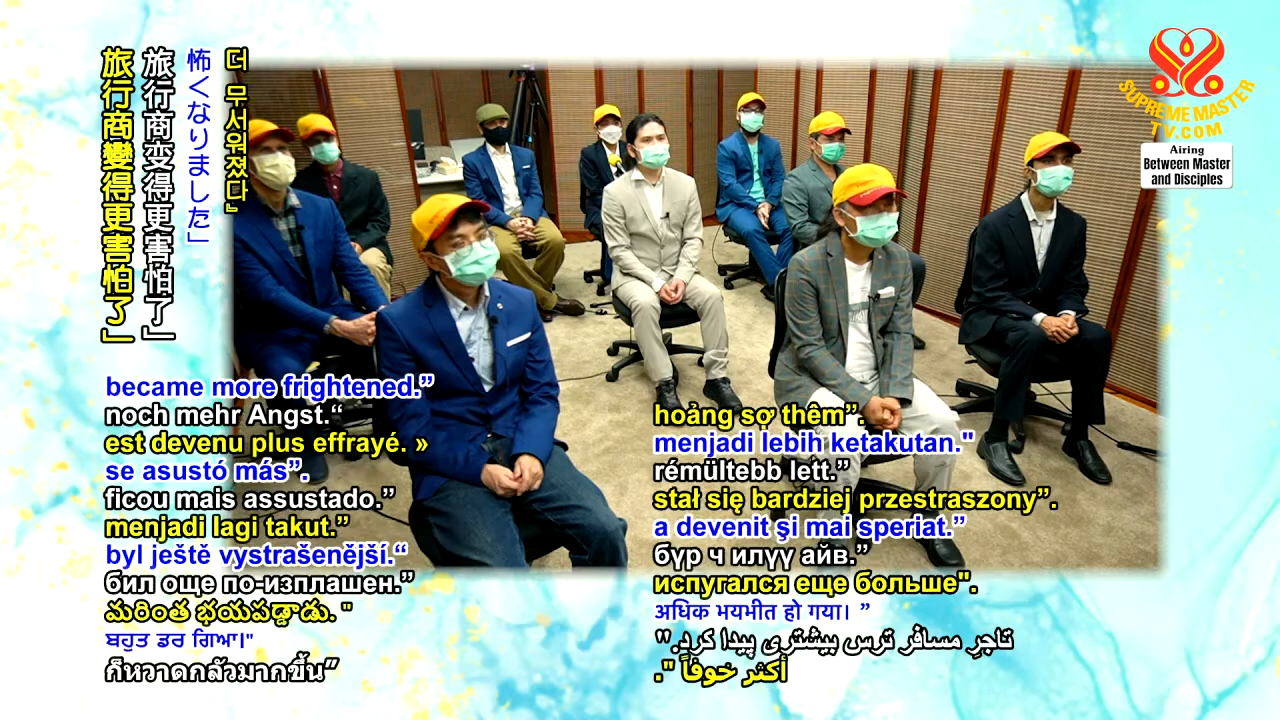 旅行商變得更害怕了」
旅行商变得更害怕了」
怖くなりました」
더 무서워졌다』
SUPREME MASTER
TV.COM
Airing
Between Master
and Disciples
became more frightened.”
noch mehr Angst.“
est devenu plus effrayé. »
se asustó más”.
ficou mais assustado.”
menjadi lagi takut.”
byl ještě vystrašenější.“
бил още по-изплашен.”
మరింత భయపడ్డాడు. "
ਬਹੁਤ ਡਰ ਗਿਆ।"
ก็หวาดกลัวมากขึ้น”
hoảng sợ thêm”.
menjadi lebih ketakutan."
rémültebb lett.”
stał się bardziej przestraszony”.
a devenit şi mai speriat.”
бүр ч илүү айв.”
испугался еще больше".
अधिक भयभीत हो गया। ”
تاجرِ مسافر ترس بیشتری پیدا کرد."
أكثر خوفاً ".